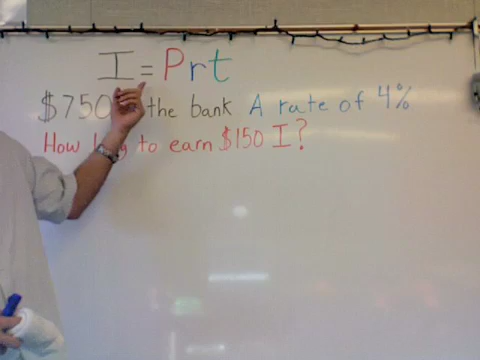 I = Prt
$750 the bank A rate of 4%
How to earn $150 I?